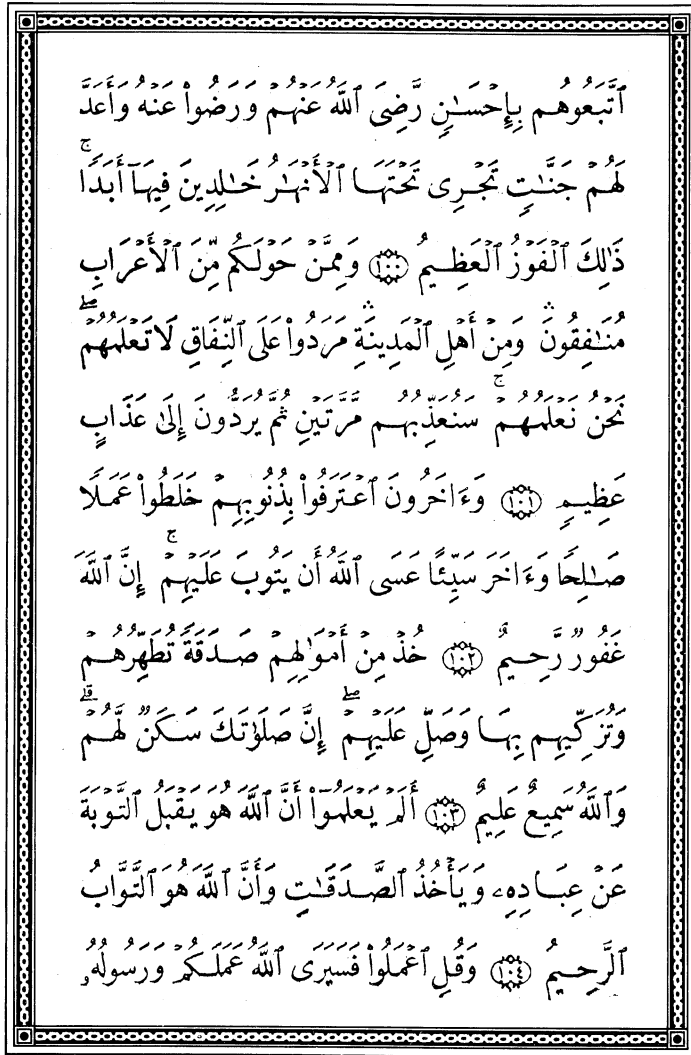 ٱتَّبَعُوهُم بِإِحْسَـٰنٍ رَّضِىَ ٱللَّهُ عَنْهُمْ وَرَضُوا۟ عَنْهُ وَأَعَدَّ
لَهُمْ جَنَّـٰتٍ تَجْرِى تَحْتَهَا ٱلْأَنْهَـٰرُ خَـٰلِدِينَ فِيهَآ أَبَدًا ۚ
ذَٰلِكَ ٱلْفَوْزُ ٱلْعَظِيمُ ١٠٠ وَمِمَّنْ حَوْلَكُم مِّنَ ٱلْأَعْرَابِ
مُنَـٰفِقُونَ ۛ وَمِنْ أَهْلِ ٱلْمَدِينَةِ ۛ مَرَدُوا۟ عَلَى ٱلنِّفَاقِ لَا تَعْلَمُهُمْ ۖ
نَحْنُ نَعْلَمُهُمْ ۚ سَنُعَذِّبُهُم مَّرَّتَيْنِ ثُمَّ يُرَدُّونَ إِلَىٰ عَذَابٍ
عَظِيمٍ ١٠١ وَءَاخَرُونَ ٱعْتَرَفُوا۟ بِذُنُوبِهِمْ خَلَطُوا۟ عَمَلًا
صَـٰلِحًا وَءَاخَرَ سَيِّئًا عَسَى ٱللَّهُ أَن يَتُوبَ عَلَيْهِمْ ۚ إِنَّ ٱللَّهَ
غَفُورٌ رَّحِيمٌ ١٠٢ خُذْ مِنْ أَمْوَٰلِهِمْ صَدَقَةً تُطَهِّرُهُمْ
وَتُزَكِّيهِم بِهَا وَصَلِّ عَلَيْهِمْ ۖ إِنَّ صَلَوٰتَكَ سَكَنٌ لَّهُمْ ۗ
وَٱللَّهُ سَمِيعٌ عَلِيمٌ ١٠٣ أَلَمْ يَعْلَمُوٓا۟ أَنَّ ٱللَّهَ هُوَ يَقْبَلُ ٱلتَّوْبَةَ
عَنْ عِبَادِهِۦ وَيَأْخُذُ ٱلصَّدَقَـٰتِ وَأَنَّ ٱللَّهَ هُوَ ٱلتَّوَّابُ
ٱلرَّحِيمُ ١٠٤ وَقُلِ ٱعْمَلُوا۟ فَسَيَرَى ٱللَّهُ عَمَلَكُمْ وَرَسُولُهُۥ